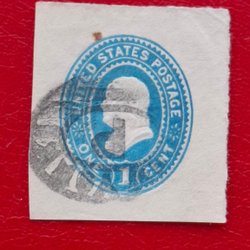 UNITED STATES POSTAGE
ONE 1 CENT